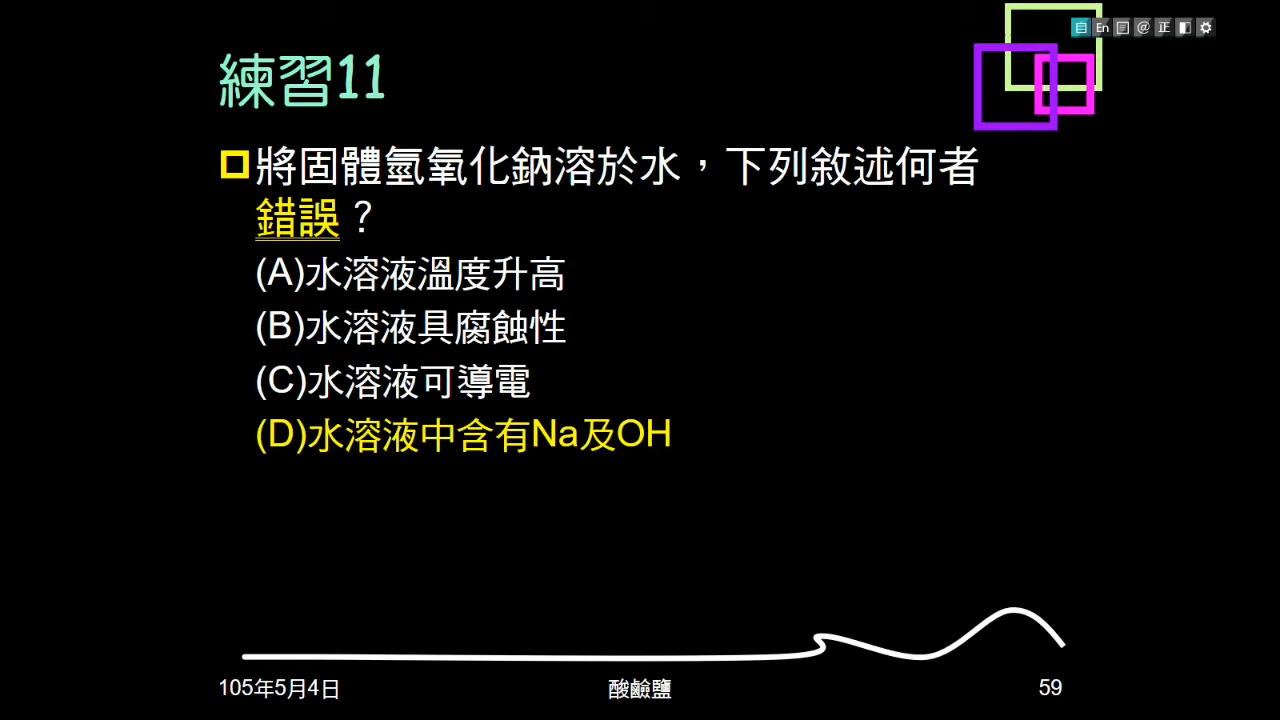 自 En @ 正
練習11
將固體氫氧化鈉溶於水，下列敘述何者
錯誤？
(A)水溶液溫度升高
(B)水溶液具腐蝕性
(C)水溶液可導電
(D)水溶液中含有Na及OH
105年5月4日 酸鹼鹽 59